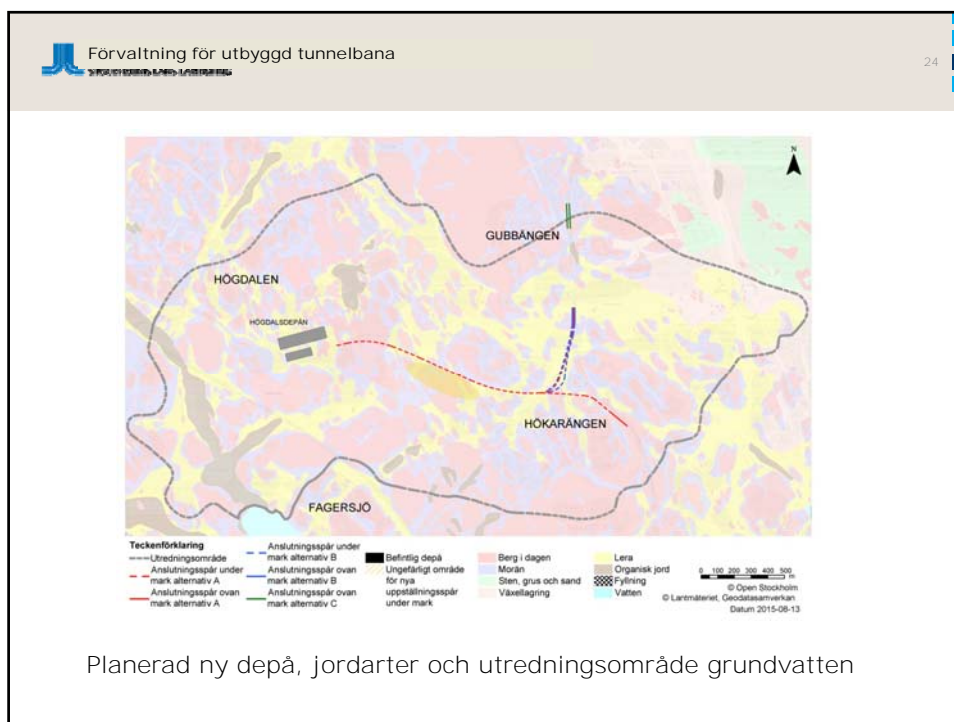 Förvaltning för utbyggd tunnelbana
24
N
GUBBÄNGEN
HÖGDALEN
HÖGDALSDEPÅN
HÖKARÄNGEN
FAGERSJÖ
Teckenförklaring
Utredningsområde
Anslutningsspår under
mark alternativ A
Anslutningsspår ovan
mark alternativ A
Anslutningsspår under
mark alternativ B
Anslutningsspår ovan
mark alternativ B
Anslutningsspår ovan
mark alternativ C
Befintlig depå
Ungefärligt område
för nya
uppställningsspår
under mark
Berg i dagen
Morän
Sten, grus och sand
Växellagring
Lera
Organisk jord
Fyllning
Vatten
0 100 200 300 400 500
m
© Open Stockholm
© Lantmäteriet, Geodatasamverkan
Datum 2015-08-13
Planerad ny depå, jordarter och utredningsområde grundvatten